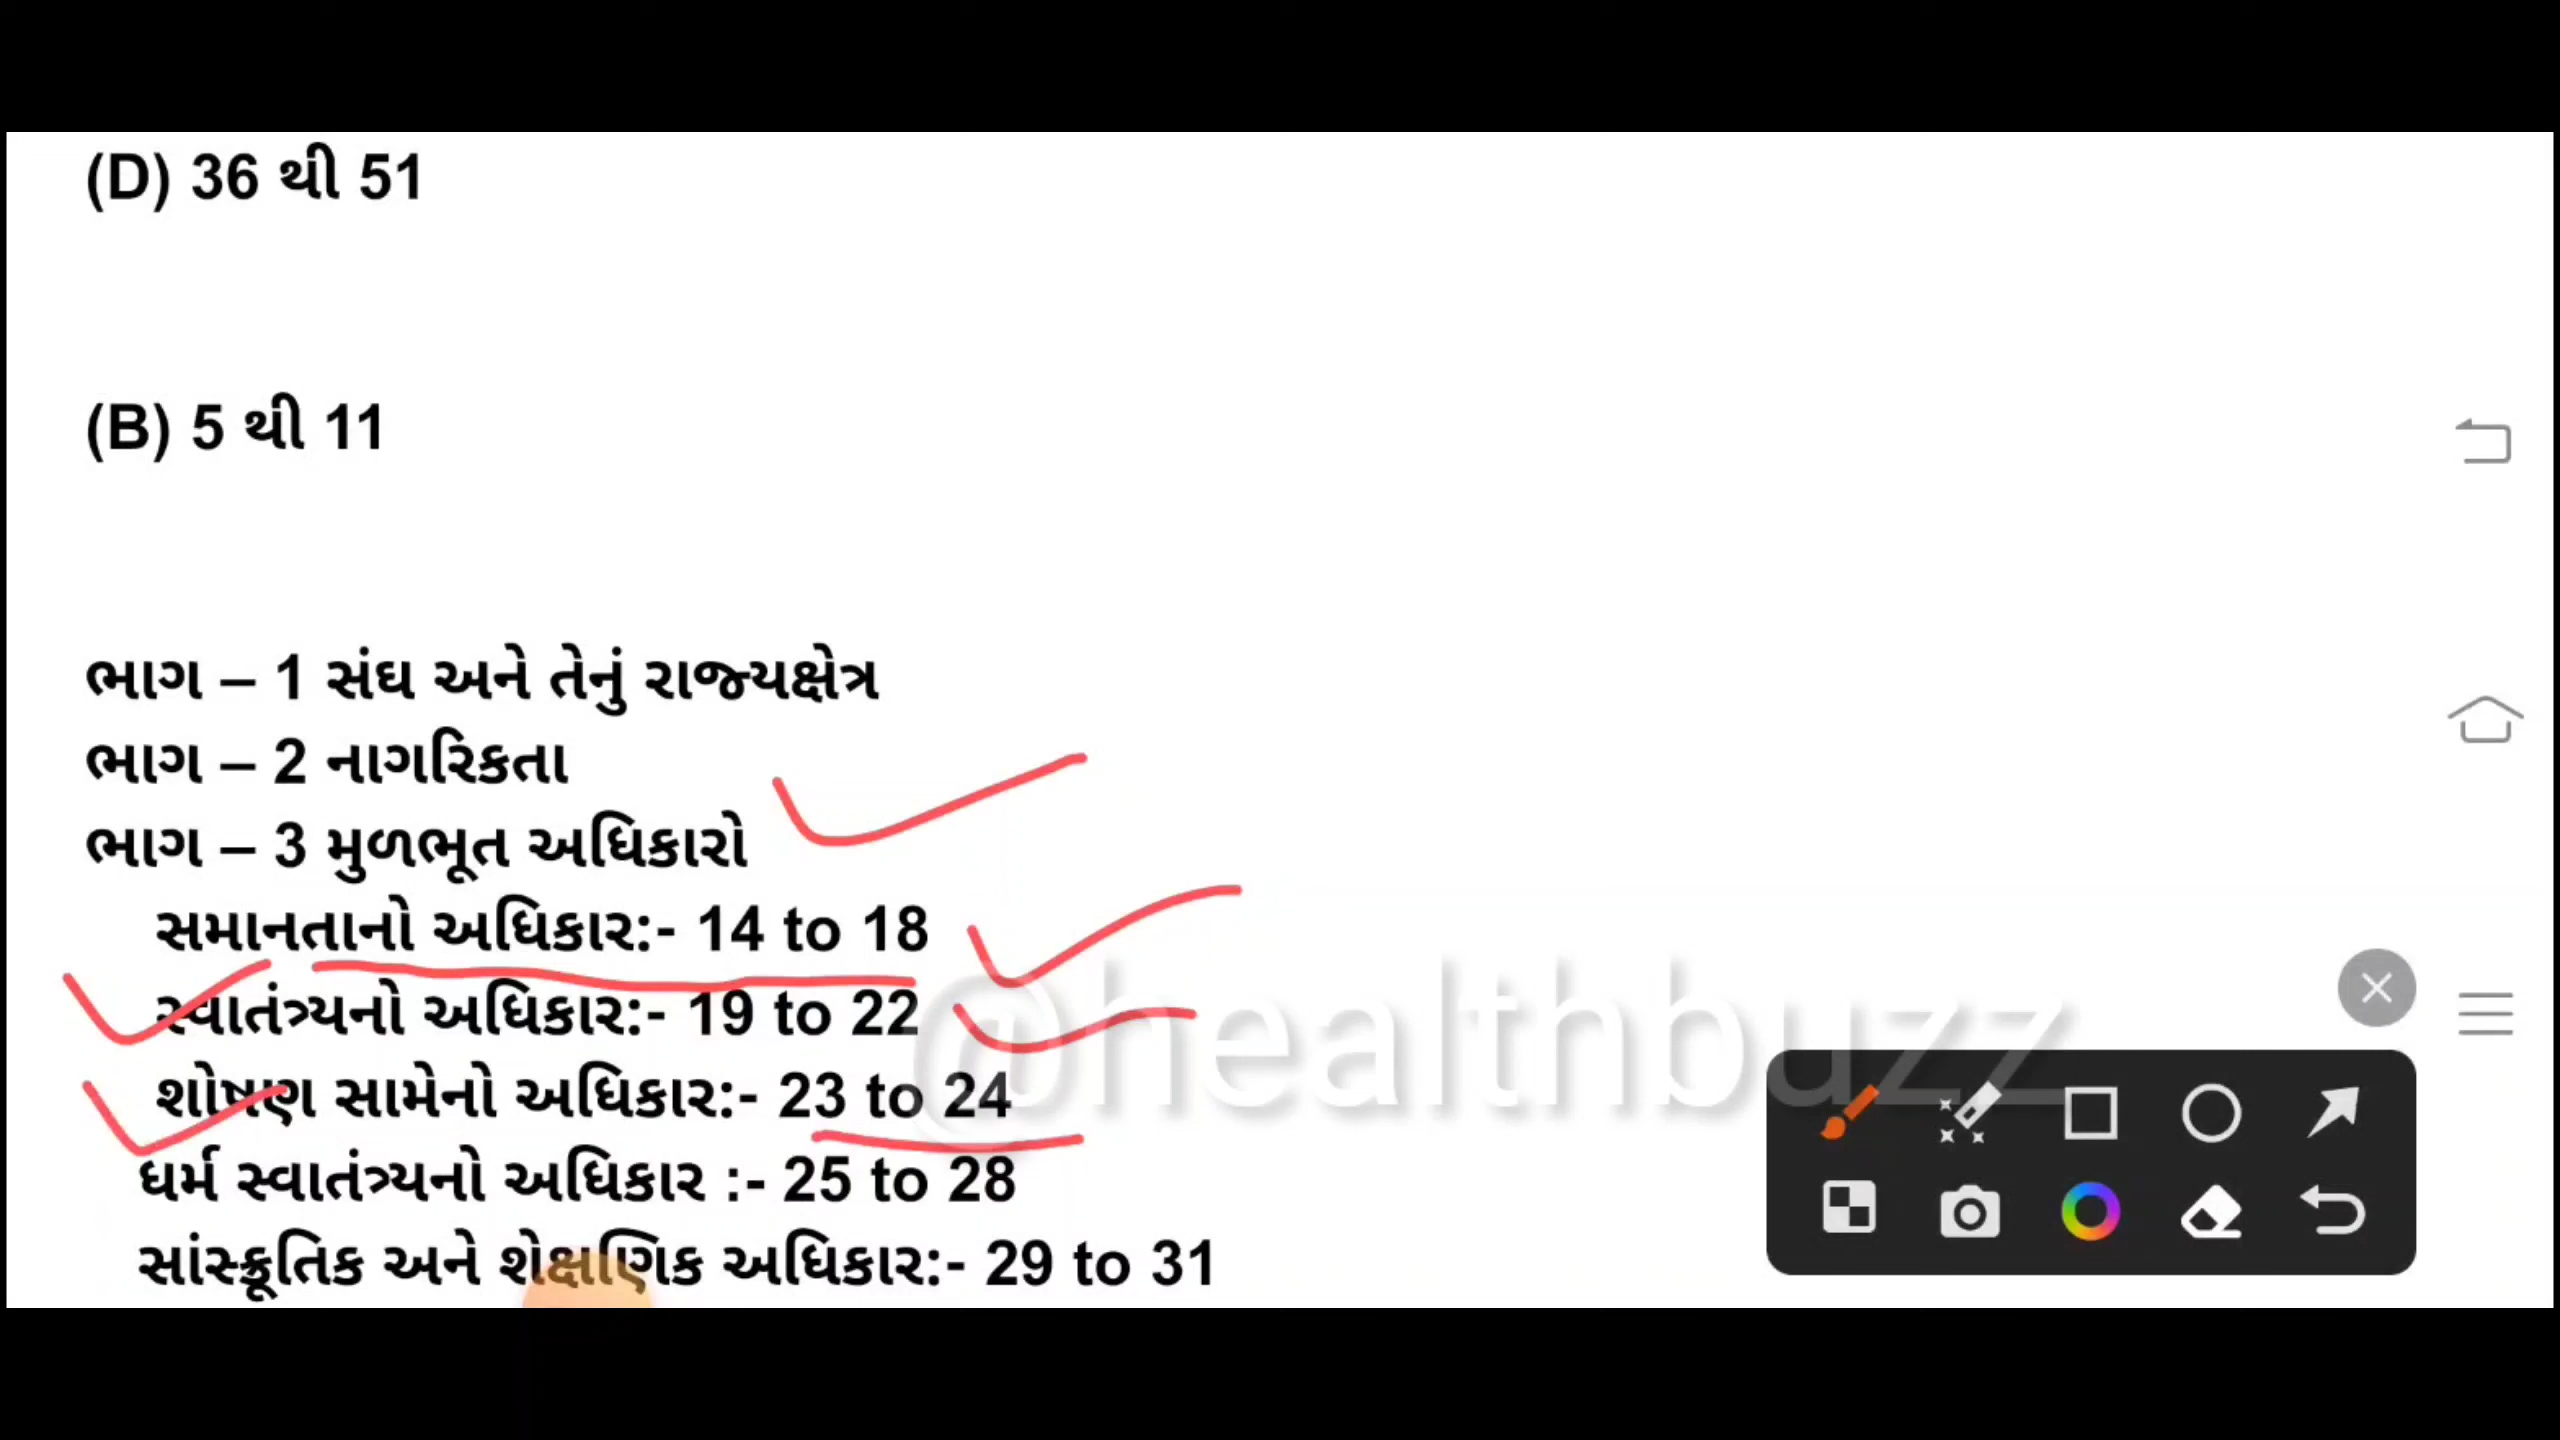 (D) 36 થી 51
(B) 5 થી 11
ભાગ – 1 સંઘ અને તેનું રાજ્યક્ષેત્ર
ભાગ – 2 નાગરિકતા
ભાગ – 3 મુળભૂત અધિકારો
સમાનતાનો અધિકાર:- 14 to 18
સ્વાતંત્ર્યનો અધિકાર:- 19 to 22
શોષણ સામેનો અધિકાર:- 23 to 24
ધર્મ સ્વાતંત્ર્યનો અધિકાર :- 25 to 28
સાંસ્ક્રૂતિક અને શેક્ષણિક અધિકાર:- 29 to 31
@healthbuzz